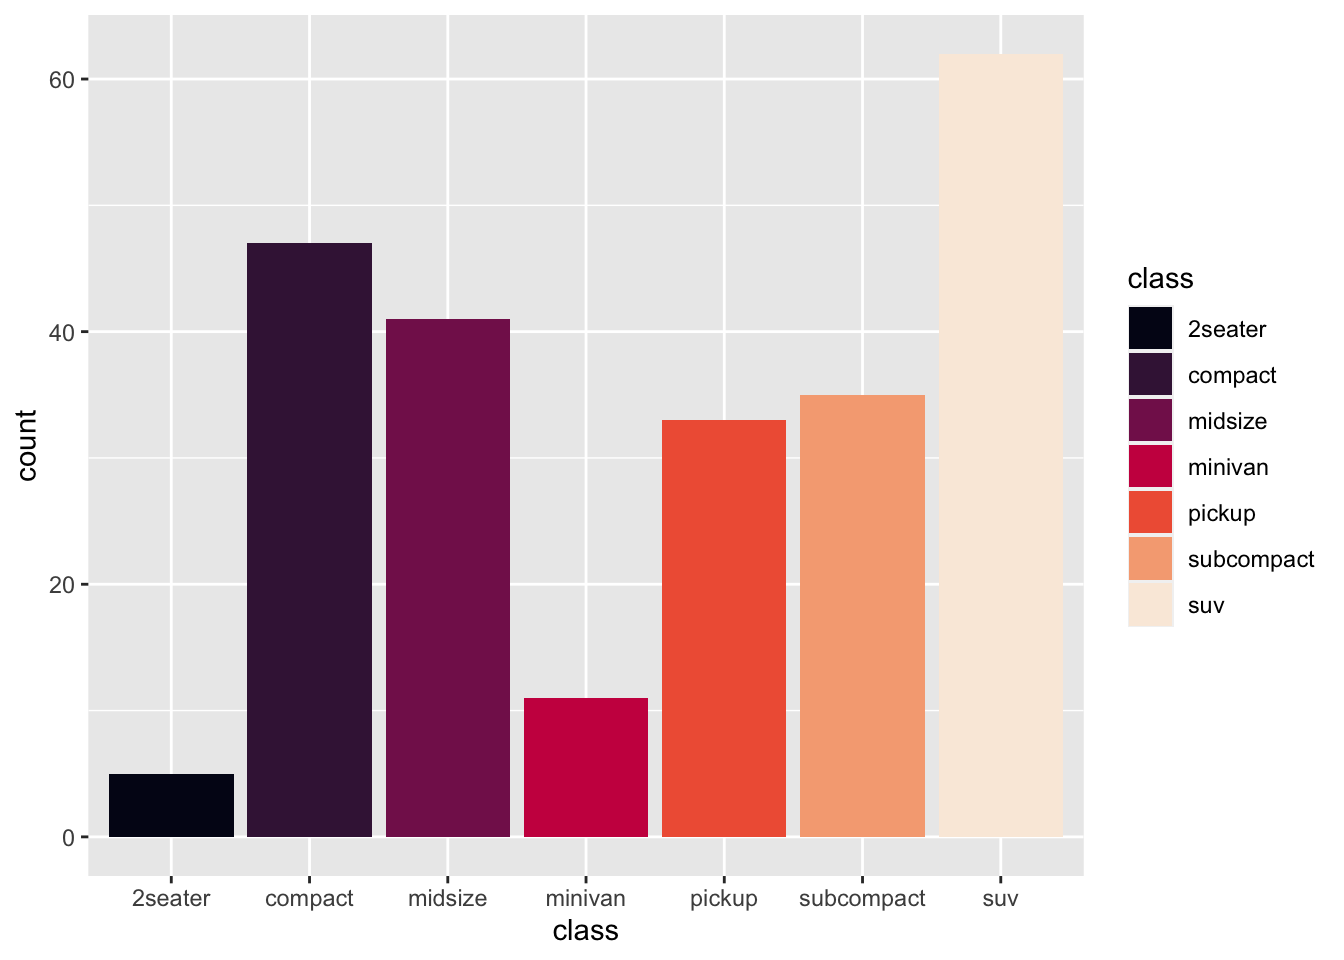 60
40
20
0
count
2seater
compact
midsize
minivan
pickup
subcompact
suv
class
class
2seater
compact
midsize
minivan
pickup
subcompact
suv